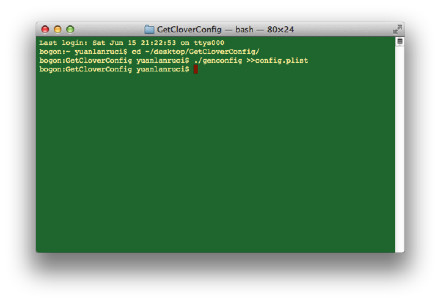 GetCloverConfig — bash — 80×24
Last login: Sat Jun 15 21:22:53 on ttys000
bogon:~ yuanlanruci$ cd ~/desktop/GetCloverConfig/
bogon:GetCloverConfig yuanlanruci$ ./genconfig >>config.plist
bogon:GetCloverConfig yuanlanruci$